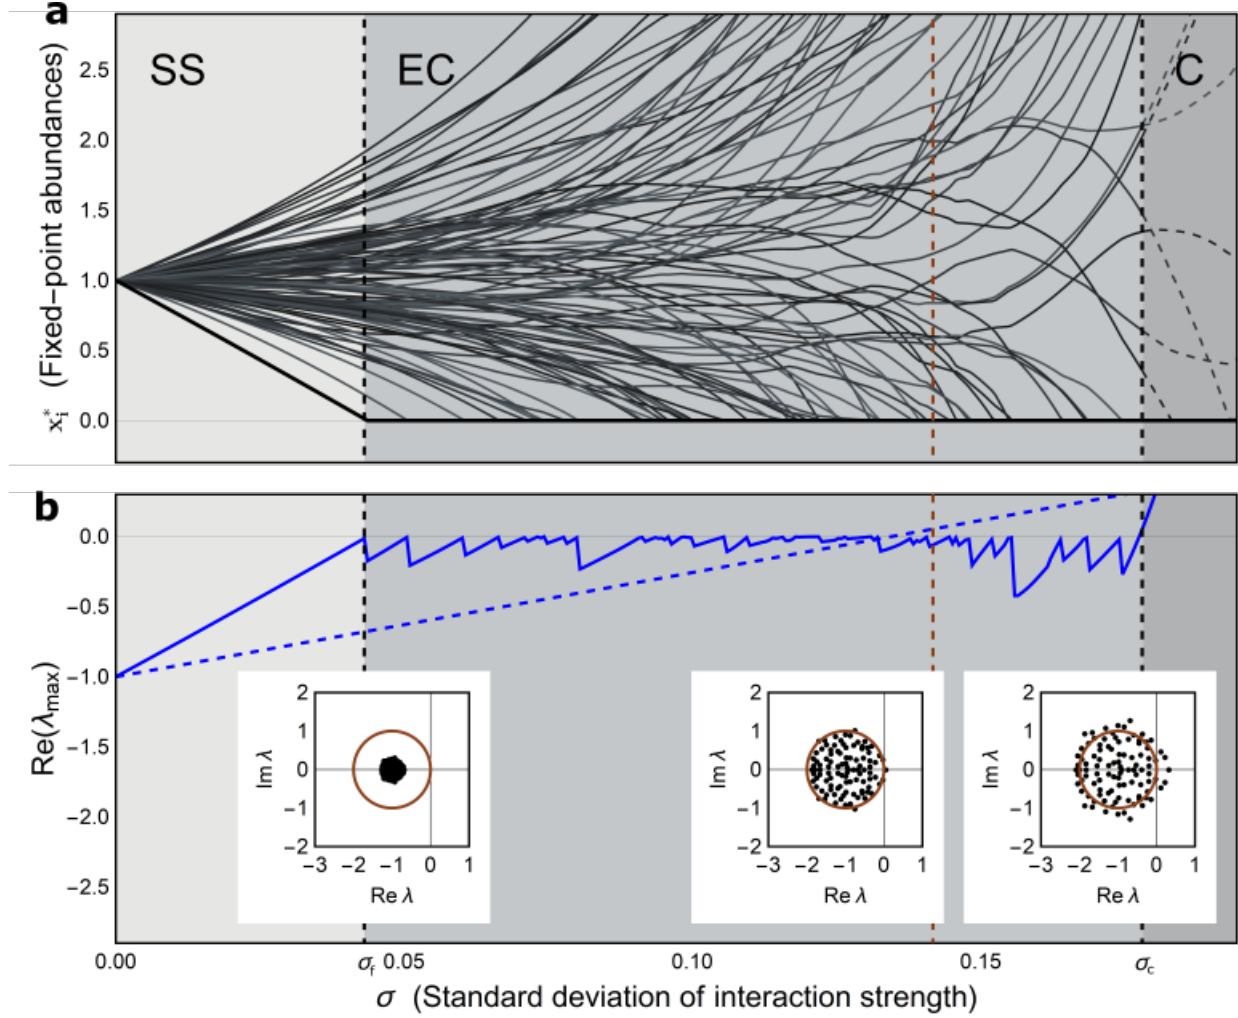 a
SS
EC
C
x_i^* (Fixed-point abundances)
2.5
2.0
1.5
1.0
0.5
0.0
b
Re(λ_max)
0.0
−0.5
−1.0
−1.5
−2.0
−2.5
Im λ
2
1
0
−1
−2
−3 −2 −1 0 1
Re λ
Im λ
2
1
0
−1
−2
−3 −2 −1 0 1
Re λ
Im λ
2
1
0
−1
−2
−3 −2 −1 0 1
Re λ
0.00 σ_f 0.05 0.10 0.15 σ_c
σ (Standard deviation of interaction strength)